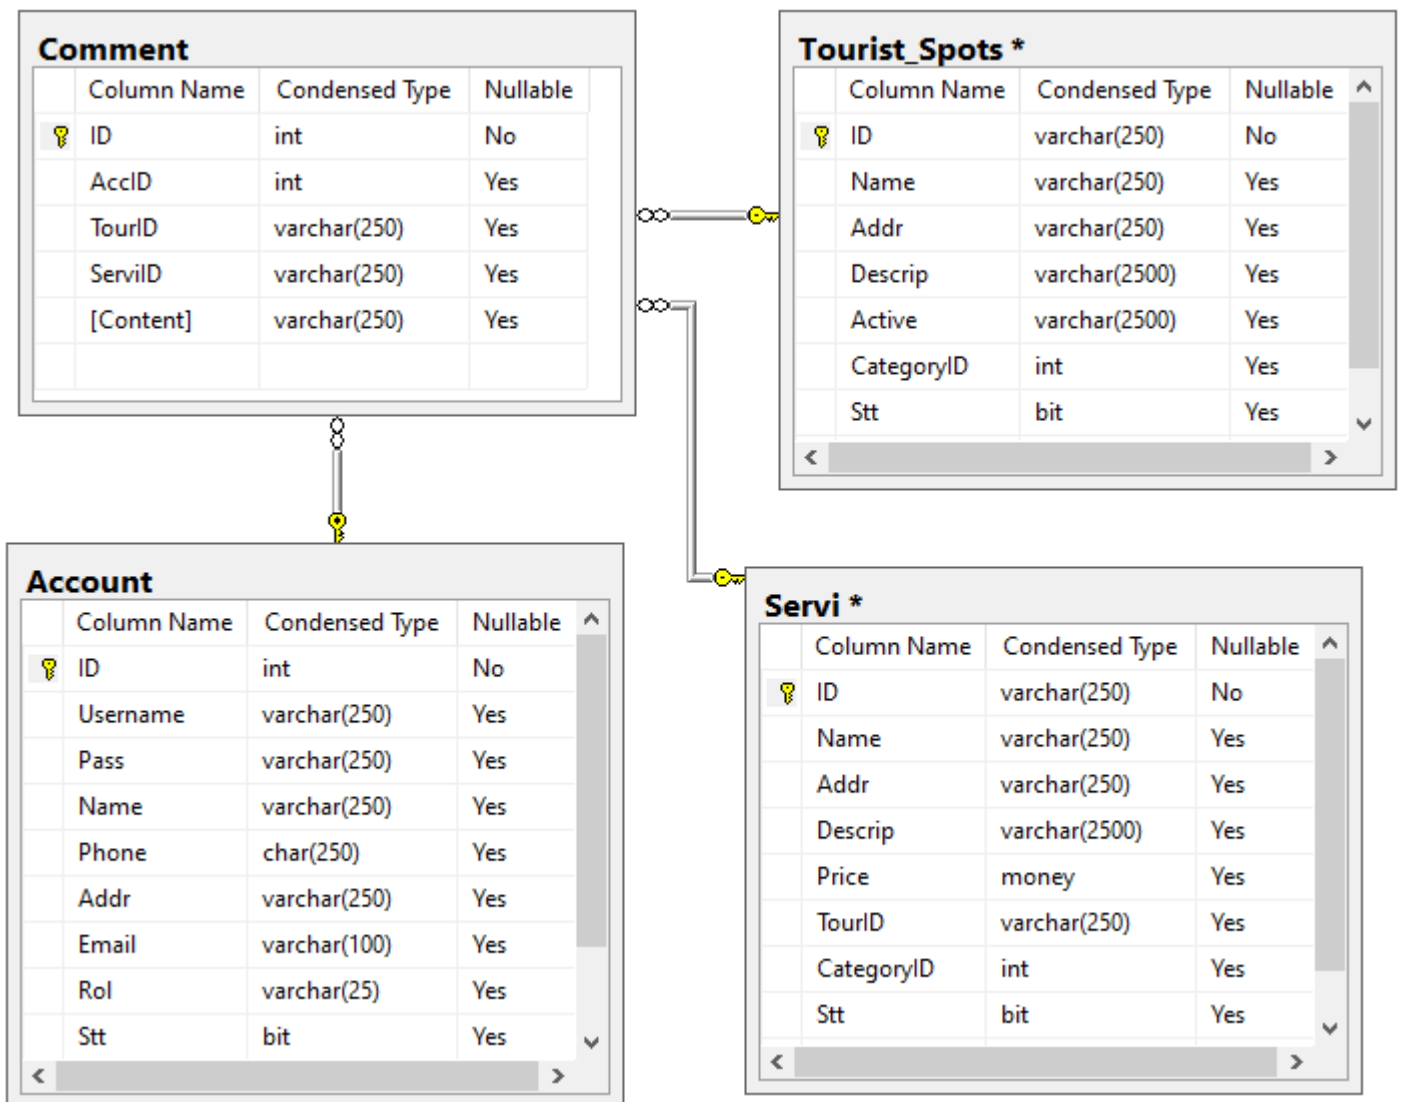 Comment
Column Name Condensed Type Nullable
ID int No
AccID int Yes
TourID varchar(250) Yes
ServiID varchar(250) Yes
[Content] varchar(250) Yes
Tourist_Spots *
Column Name Condensed Type Nullable
ID varchar(250) No
Name varchar(250) Yes
Addr varchar(250) Yes
Descrip varchar(2500) Yes
Active varchar(2500) Yes
CategoryID int Yes
Stt bit Yes
Account
Column Name Condensed Type Nullable
ID int No
Username varchar(250) Yes
Pass varchar(250) Yes
Name varchar(250) Yes
Phone char(250) Yes
Addr varchar(250) Yes
Email varchar(100) Yes
Rol varchar(25) Yes
Stt bit Yes
Servi *
Column Name Condensed Type Nullable
ID varchar(250) No
Name varchar(250) Yes
Addr varchar(250) Yes
Descrip varchar(2500) Yes
Price money Yes
TourID varchar(250) Yes
CategoryID int Yes
Stt bit Yes